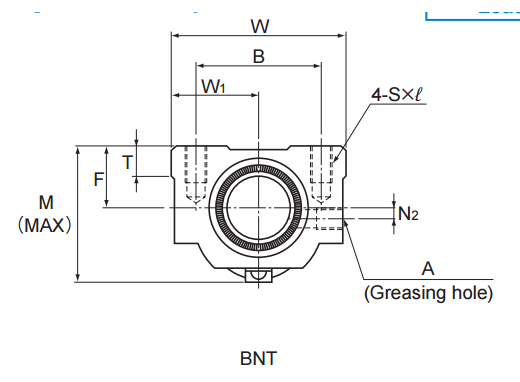 W
B
W1
4-S×ℓ
T
F
M
(MAX)
N2
A
(Greasing hole)
BNT